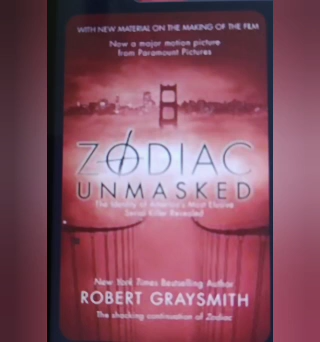 WITH NEW MATERIAL ON THE MAKING OF THE FILM
Now a major motion picture
from Paramount Pictures
ZODIAC
UNMASKED
The Identity of America's Most Elusive
Serial Killer Revealed
New York Times Bestselling Author
ROBERT GRAYSMITH
The shocking continuation of Zodiac